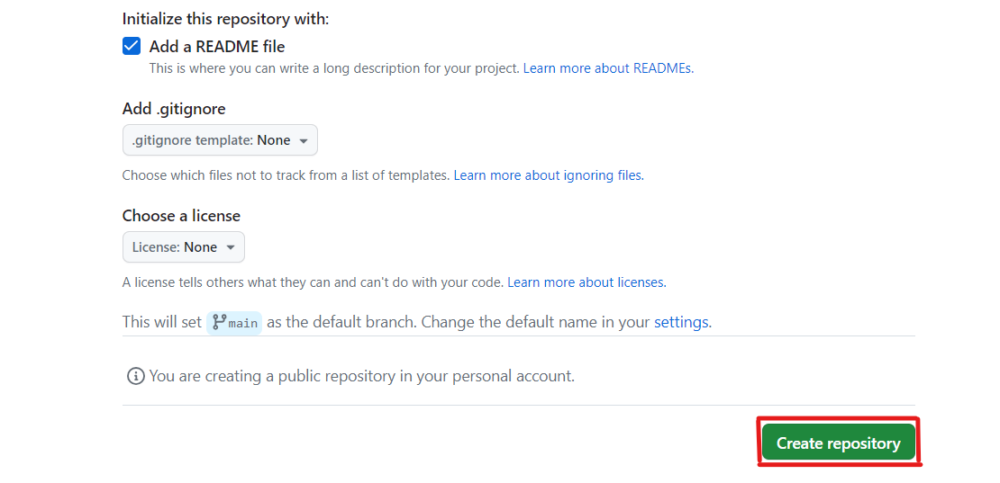 Initialize this repository with:
Add a README file
This is where you can write a long description for your project. Learn more about READMEs.
Add .gitignore
.gitignore template: None
Choose which files not to track from a list of templates. Learn more about ignoring files.
Choose a license
License: None
A license tells others what they can and can't do with your code. Learn more about licenses.
This will set main as the default branch. Change the default name in your settings.
You are creating a public repository in your personal account.
Create repository